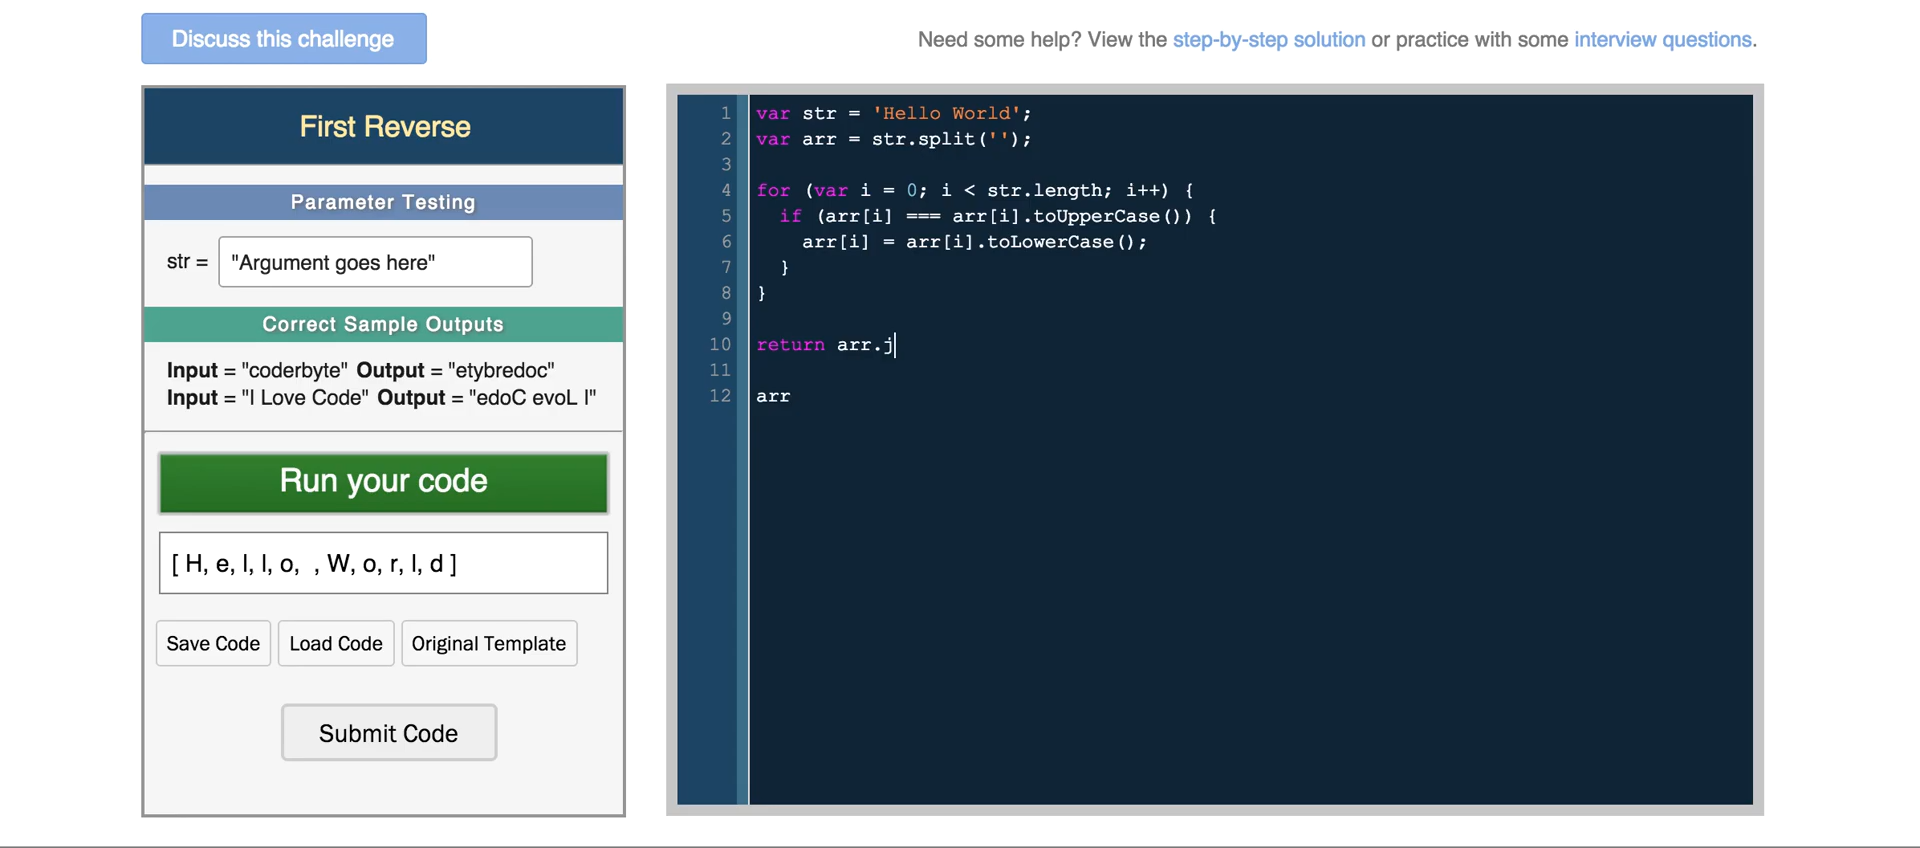 Discuss this challenge
Need some help? View the step-by-step solution or practice with some interview questions.
First Reverse
Parameter Testing
str = "Argument goes here"
Correct Sample Outputs
Input = "coderbyte" Output = "etybredoc"
Input = "I Love Code" Output = "edoC evoL I"
Run your code
[ H, e, l, l, o,  , W, o, r, l, d ]
Save Code Load Code Original Template
Submit Code
1 var str = 'Hello World';
2 var arr = str.split('');
3
4 for (var i = 0; i < str.length; i++) {
5   if (arr[i] === arr[i].toUpperCase()) {
6     arr[i] = arr[i].toLowerCase();
7   }
8 }
9
10 return arr.j
11
12 arr